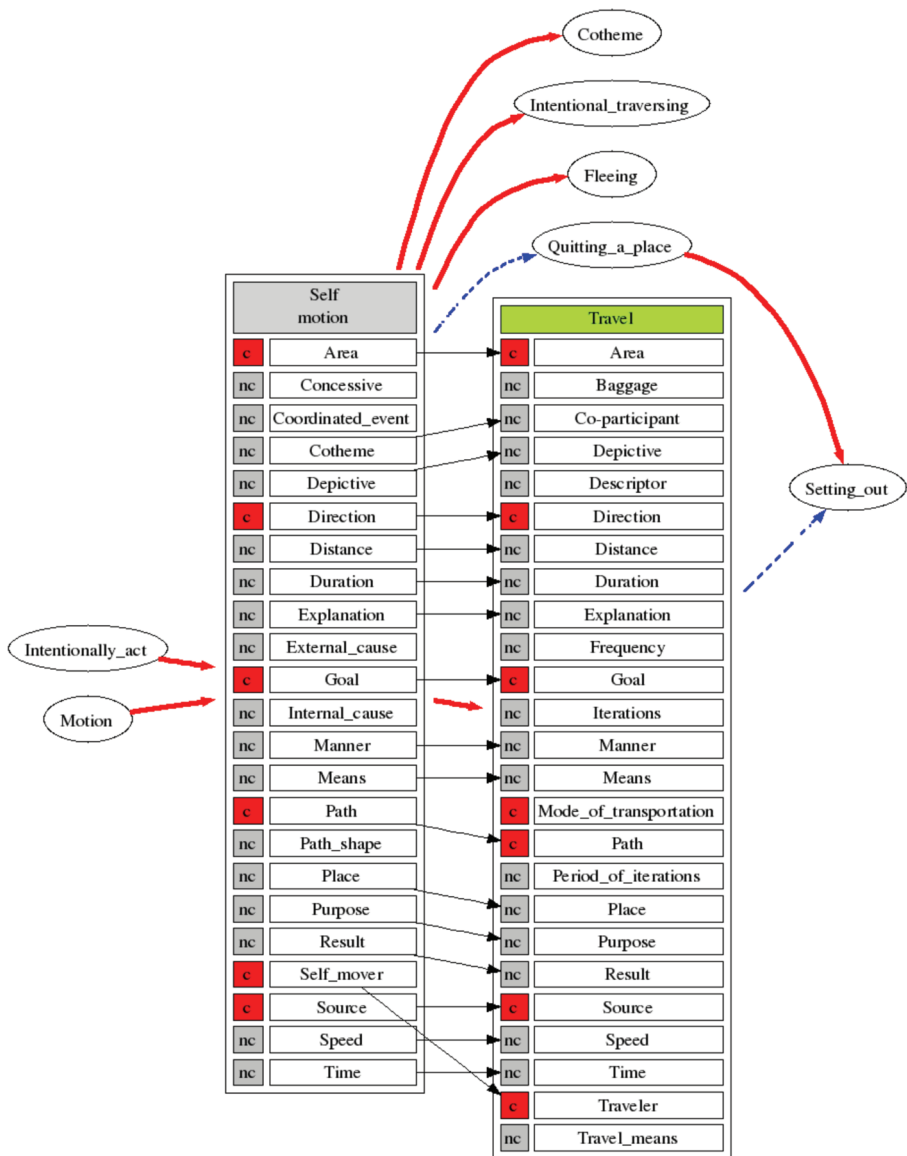 Cotheme
Intentional_traversing
Fleeing
Quitting_a_place
Setting_out
Intentionally_act
Motion
Self
motion
c Area
nc Concessive
nc Coordinated_event
nc Cotheme
nc Depictive
c Direction
nc Distance
nc Duration
nc Explanation
nc External_cause
c Goal
nc Internal_cause
nc Manner
nc Means
c Path
nc Path_shape
nc Place
nc Purpose
nc Result
c Self_mover
c Source
nc Speed
nc Time
Travel
c Area
nc Baggage
nc Co-participant
nc Depictive
nc Descriptor
c Direction
nc Distance
nc Duration
nc Explanation
nc Frequency
c Goal
nc Iterations
nc Manner
nc Means
c Mode_of_transportation
c Path
nc Period_of_iterations
nc Place
nc Purpose
nc Result
c Source
nc Speed
nc Time
c Traveler
nc Travel_means